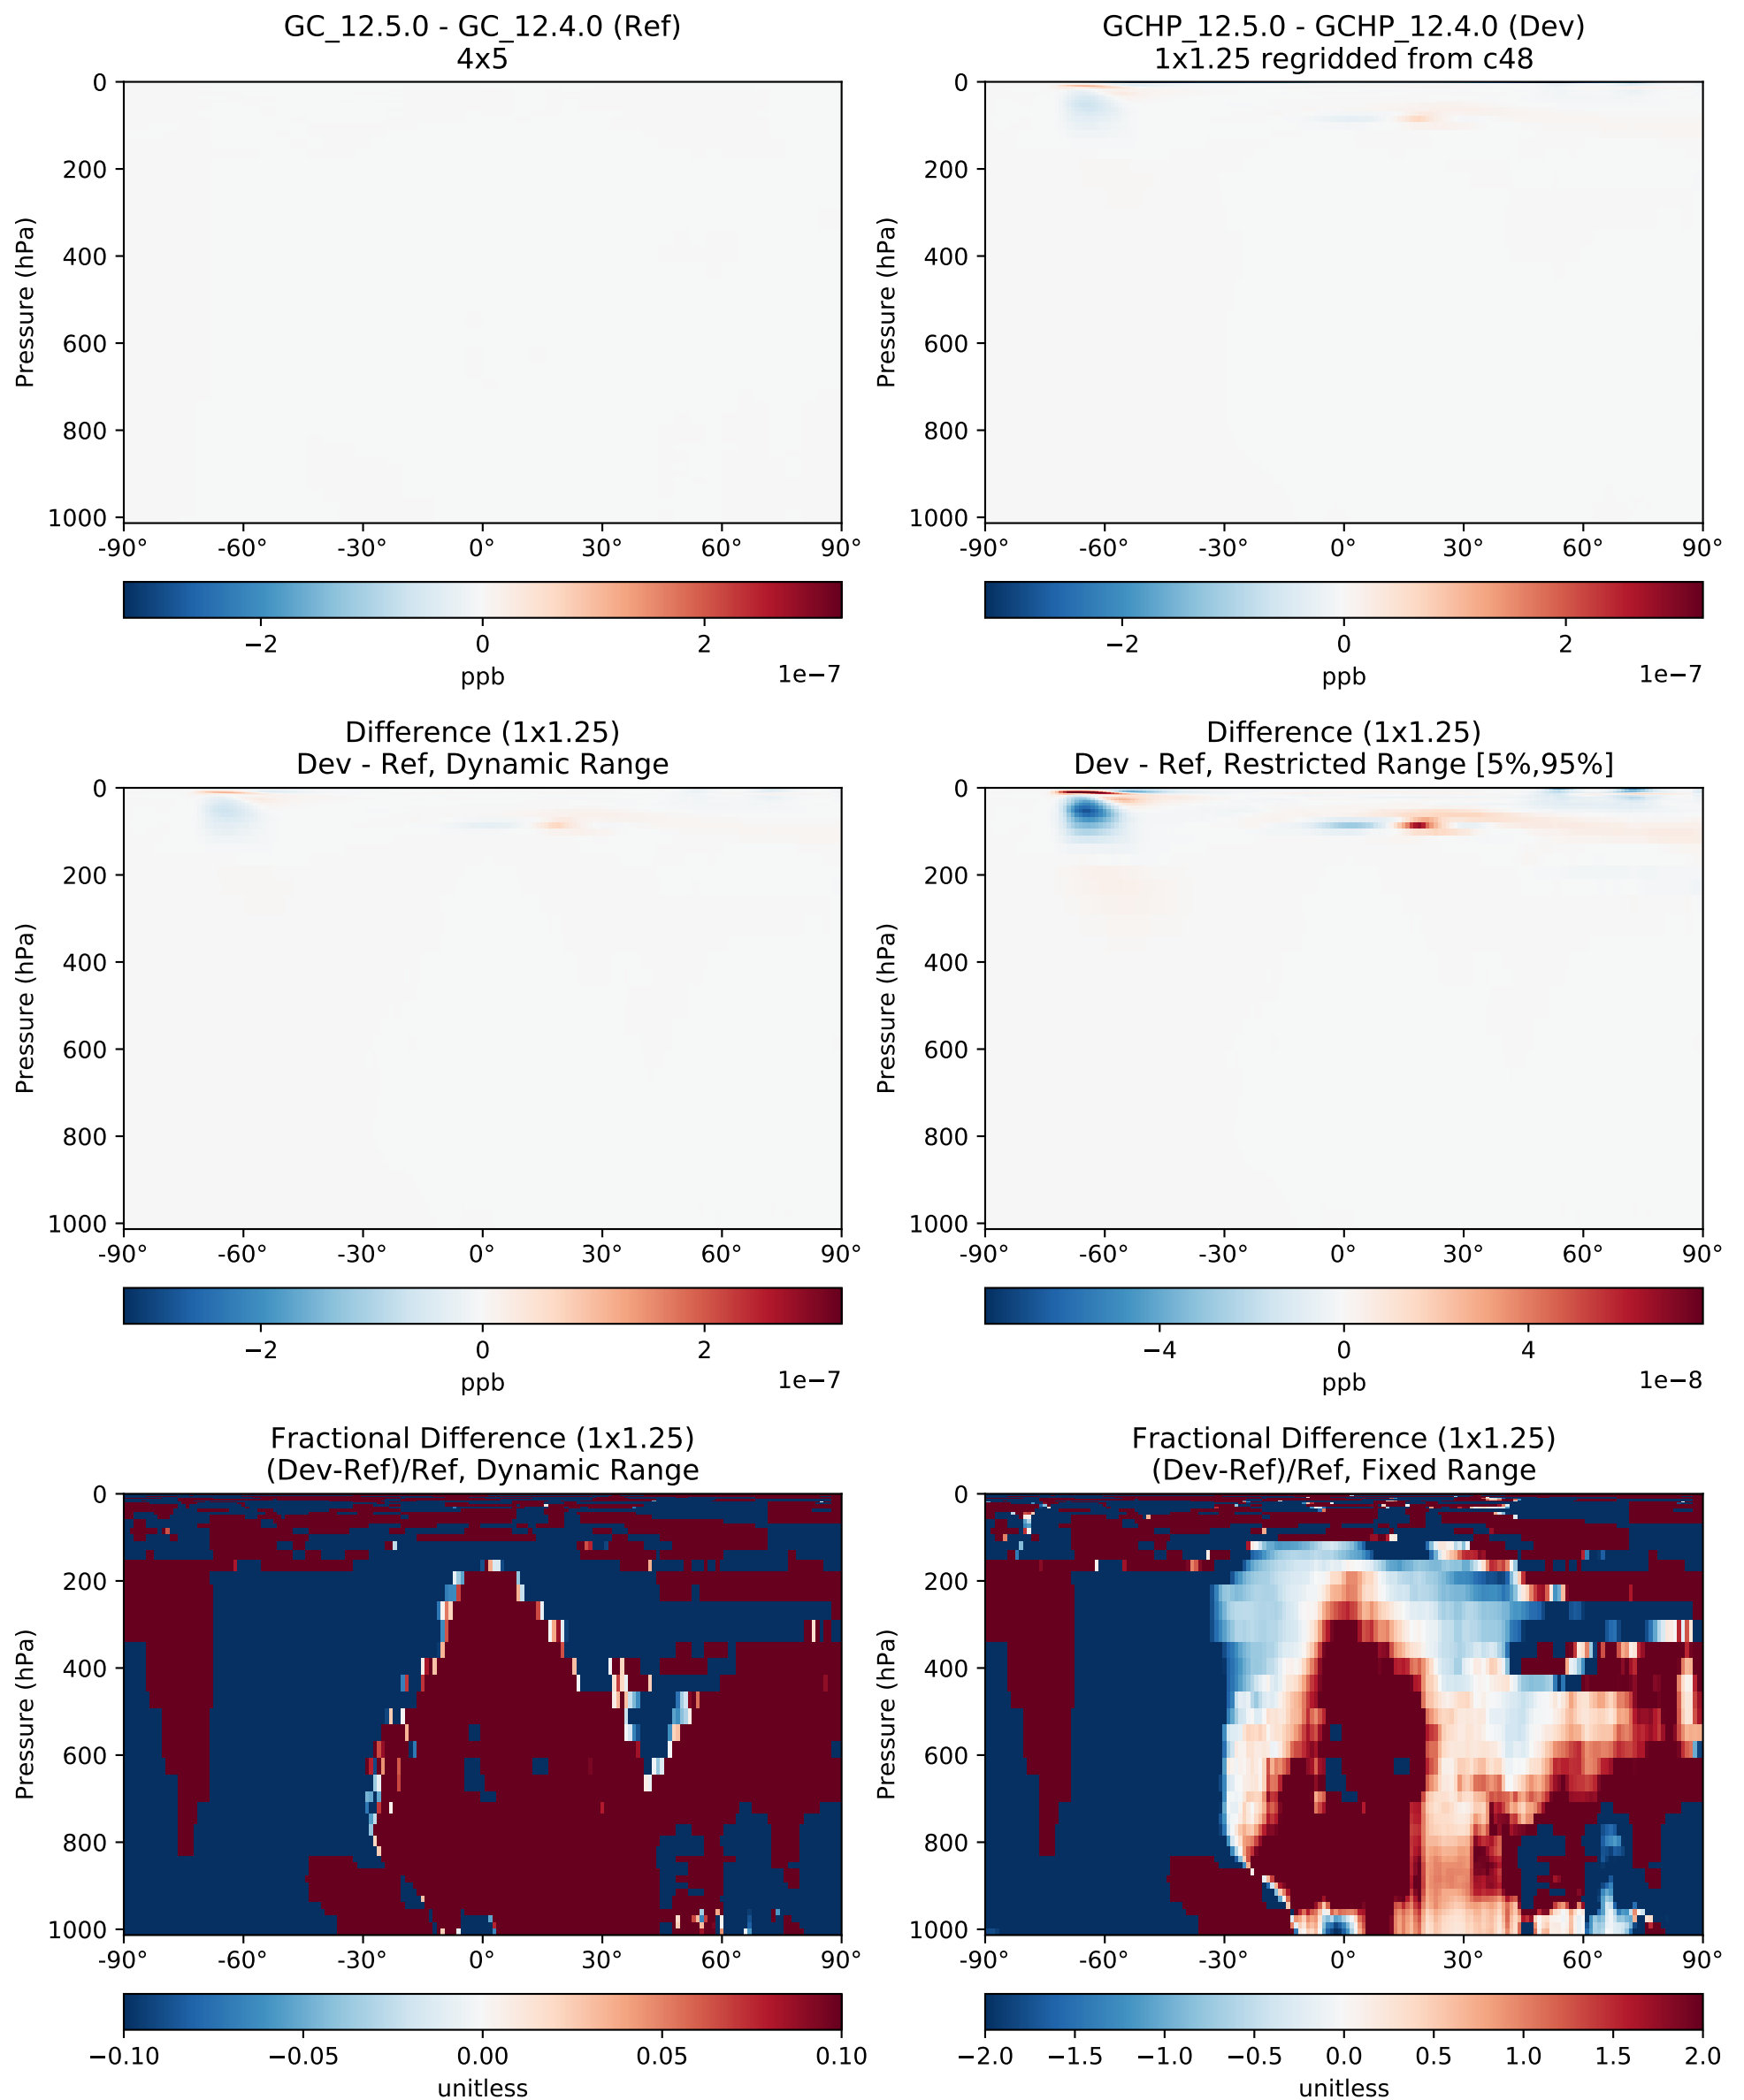 GC_12.5.0 - GC_12.4.0 (Ref)
4x5
0
200
400
600
800
1000
Pressure (hPa)
-90° -60° -30° 0° 30° 60° 90°
−2 0 2
ppb 1e−7
GCHP_12.5.0 - GCHP_12.4.0 (Dev)
1x1.25 regridded from c48
0
200
400
600
800
1000
Pressure (hPa)
-90° -60° -30° 0° 30° 60° 90°
−2 0 2
ppb 1e−7
Difference (1x1.25)
Dev - Ref, Dynamic Range
0
200
400
600
800
1000
Pressure (hPa)
-90° -60° -30° 0° 30° 60° 90°
−2 0 2
ppb 1e−7
Difference (1x1.25)
Dev - Ref, Restricted Range [5%,95%]
0
200
400
600
800
1000
Pressure (hPa)
-90° -60° -30° 0° 30° 60° 90°
−4 0 4
ppb 1e−8
Fractional Difference (1x1.25)
(Dev-Ref)/Ref, Dynamic Range
0
200
400
600
800
1000
Pressure (hPa)
-90° -60° -30° 0° 30° 60° 90°
−0.10 −0.05 0.00 0.05 0.10
unitless
Fractional Difference (1x1.25)
(Dev-Ref)/Ref, Fixed Range
0
200
400
600
800
1000
Pressure (hPa)
-90° -60° -30° 0° 30° 60° 90°
−2.0 −1.5 −1.0 −0.5 0.0 0.5 1.0 1.5 2.0
unitless